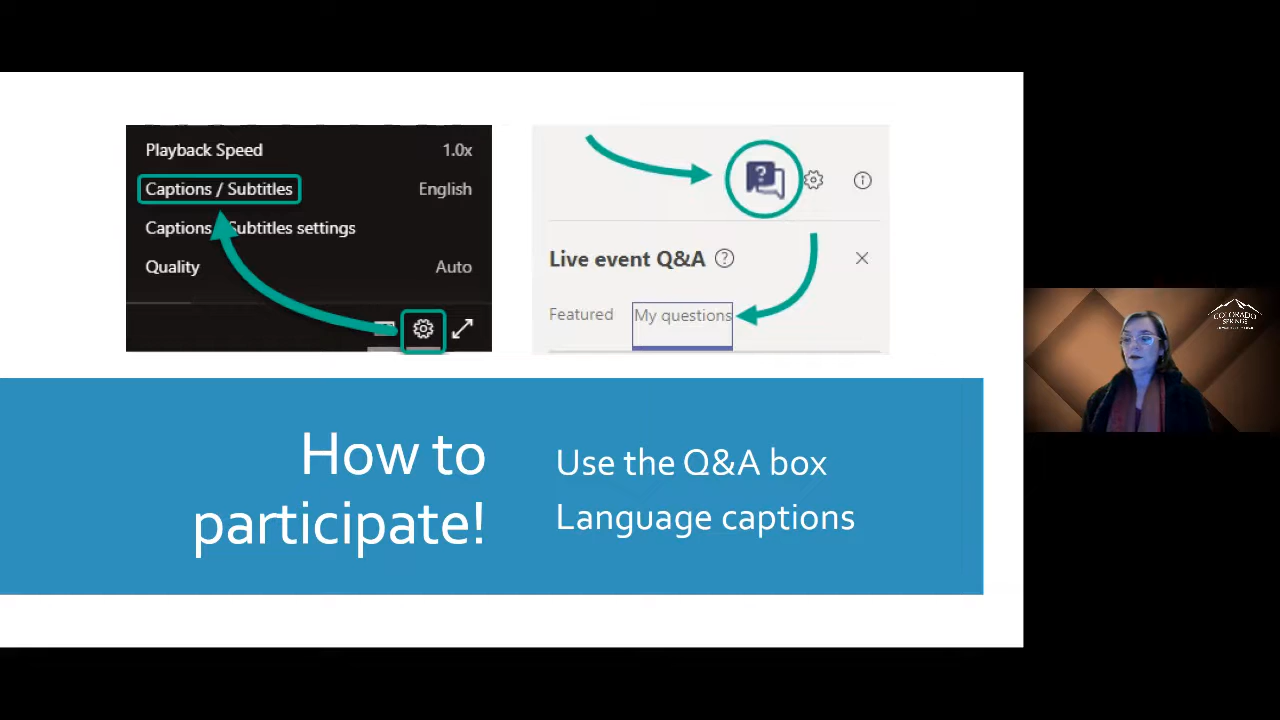 Playback Speed 1.0x
Captions / Subtitles English
Captions Subtitles settings
Quality Auto
?
Live event Q&A ?
Featured My questions
How to
participate!
Use the Q&A box
Language captions
COLORADO
SPRINGS